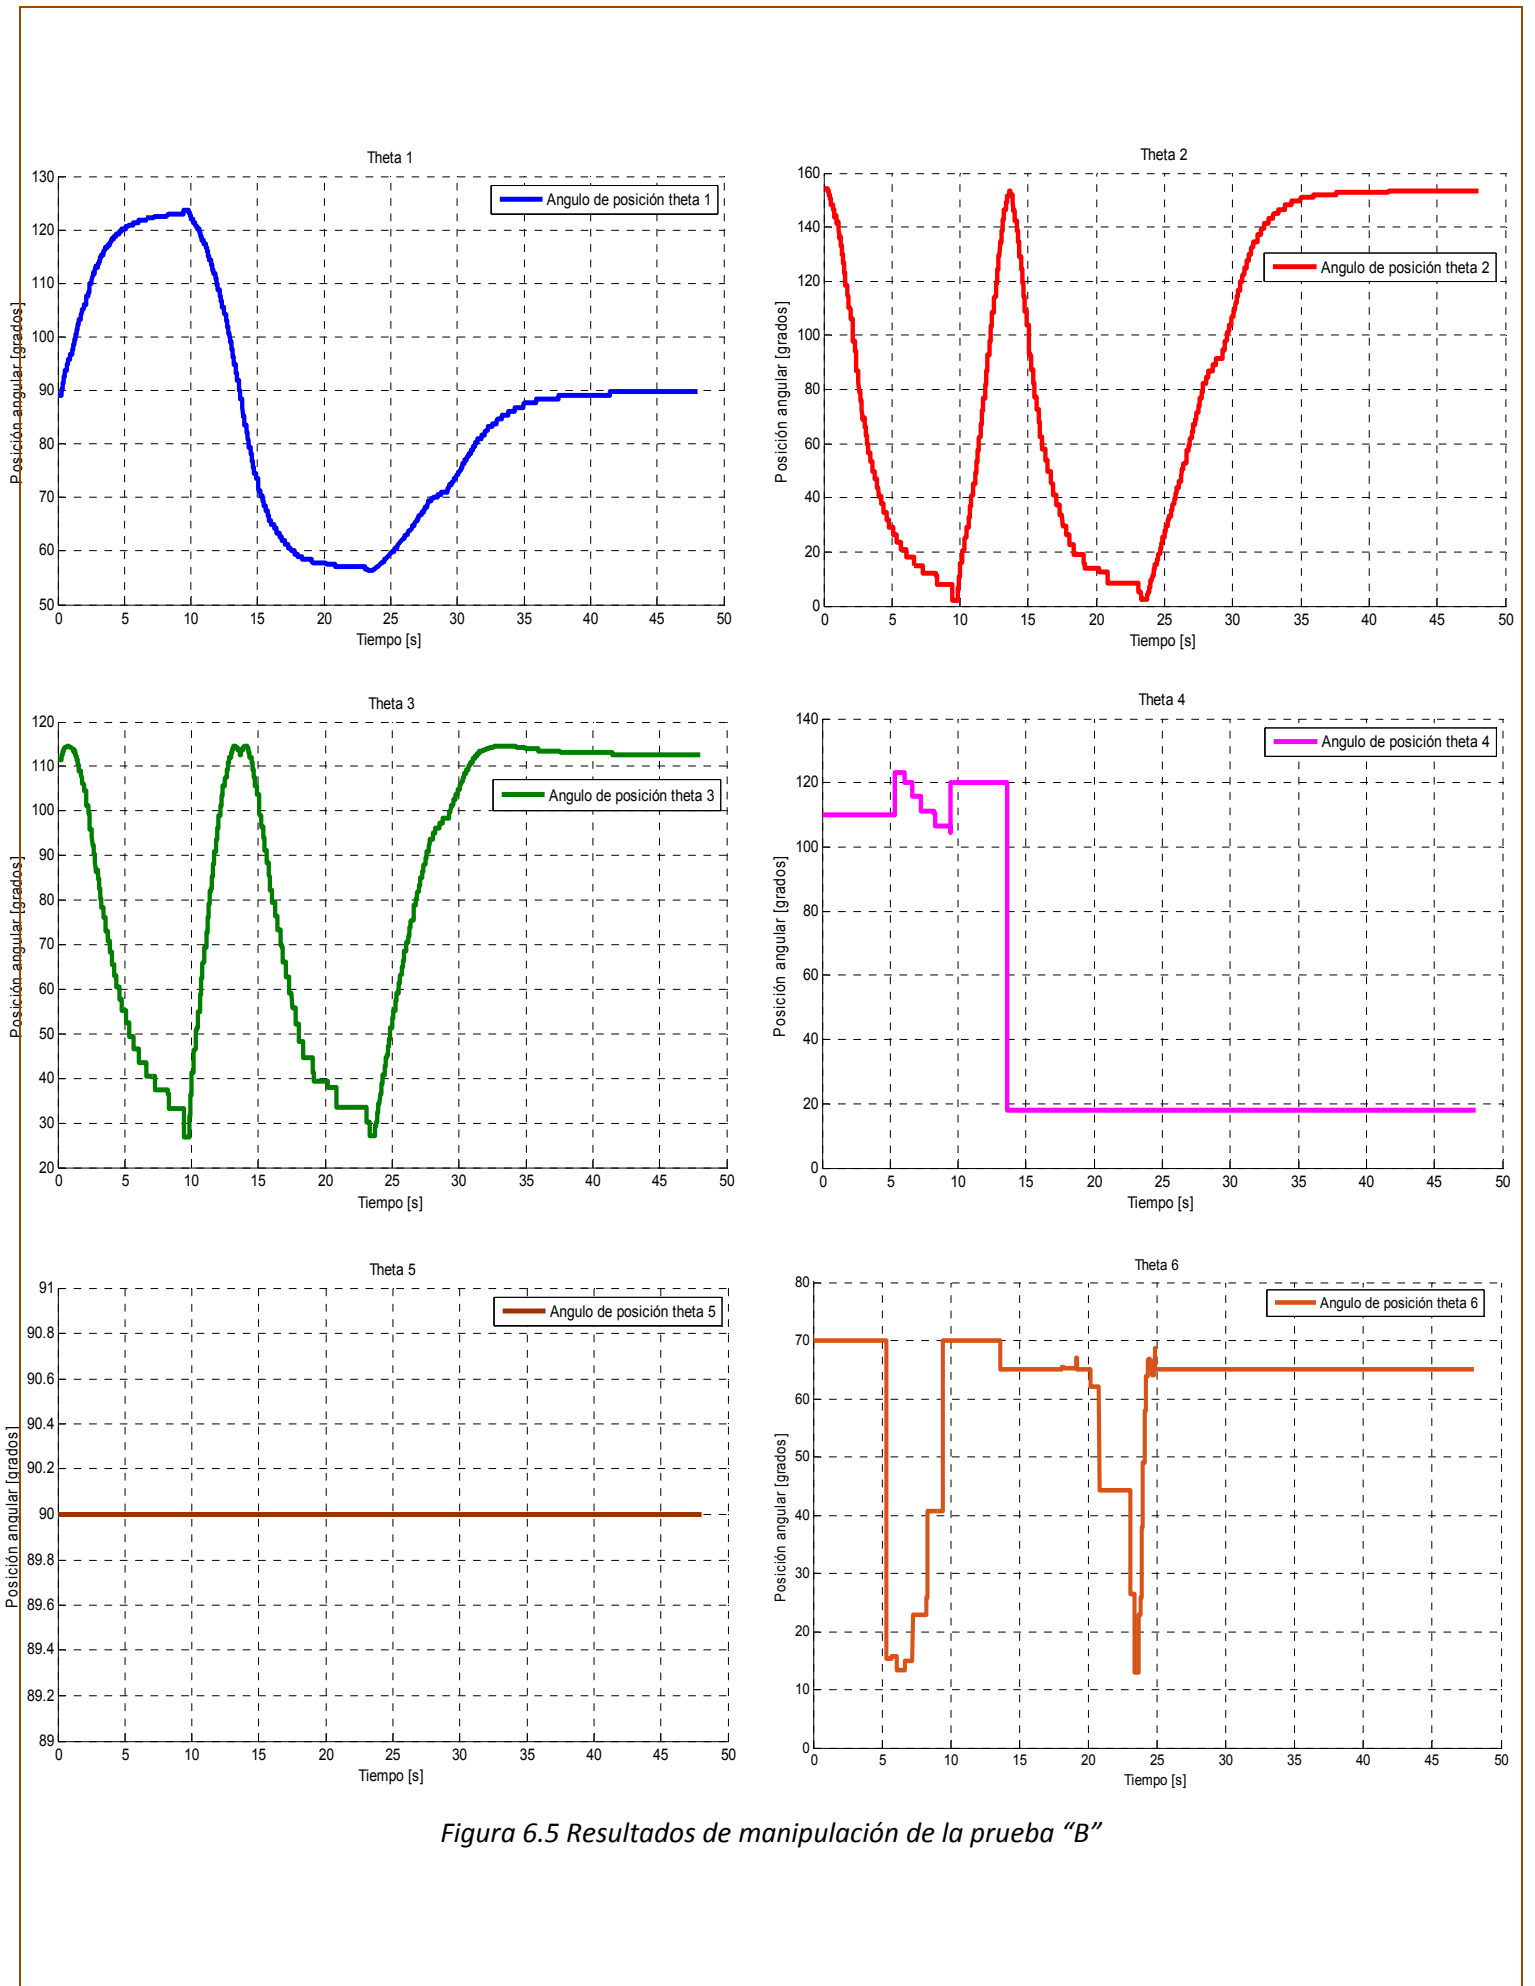 Theta 1
130
120
110
100
90
80
70
60
50
Posición angular [grados]
Angulo de posición theta 1
0 5 10 15 20 25 30 35 40 45 50
Tiempo [s]
Theta 2
160
140
120
100
80
60
40
20
0
Posición angular [grados]
Angulo de posición theta 2
0 5 10 15 20 25 30 35 40 45 50
Tiempo [s]
Theta 3
120
110
100
90
80
70
60
50
40
30
20
Posición angular [grados]
Angulo de posición theta 3
0 5 10 15 20 25 30 35 40 45 50
Tiempo [s]
Theta 4
140
120
100
80
60
40
20
0
Posición angular [grados]
Angulo de posición theta 4
0 5 10 15 20 25 30 35 40 45 50
Tiempo [s]
Theta 5
91
90.8
90.6
90.4
90.2
90
89.8
89.6
89.4
89.2
89
Posición angular [grados]
Angulo de posición theta 5
0 5 10 15 20 25 30 35 40 45 50
Tiempo [s]
Theta 6
80
70
60
50
40
30
20
10
0
Posición angular [grados]
Angulo de posición theta 6
0 5 10 15 20 25 30 35 40 45 50
Tiempo [s]
Figura 6.5 Resultados de manipulación de la prueba “B”